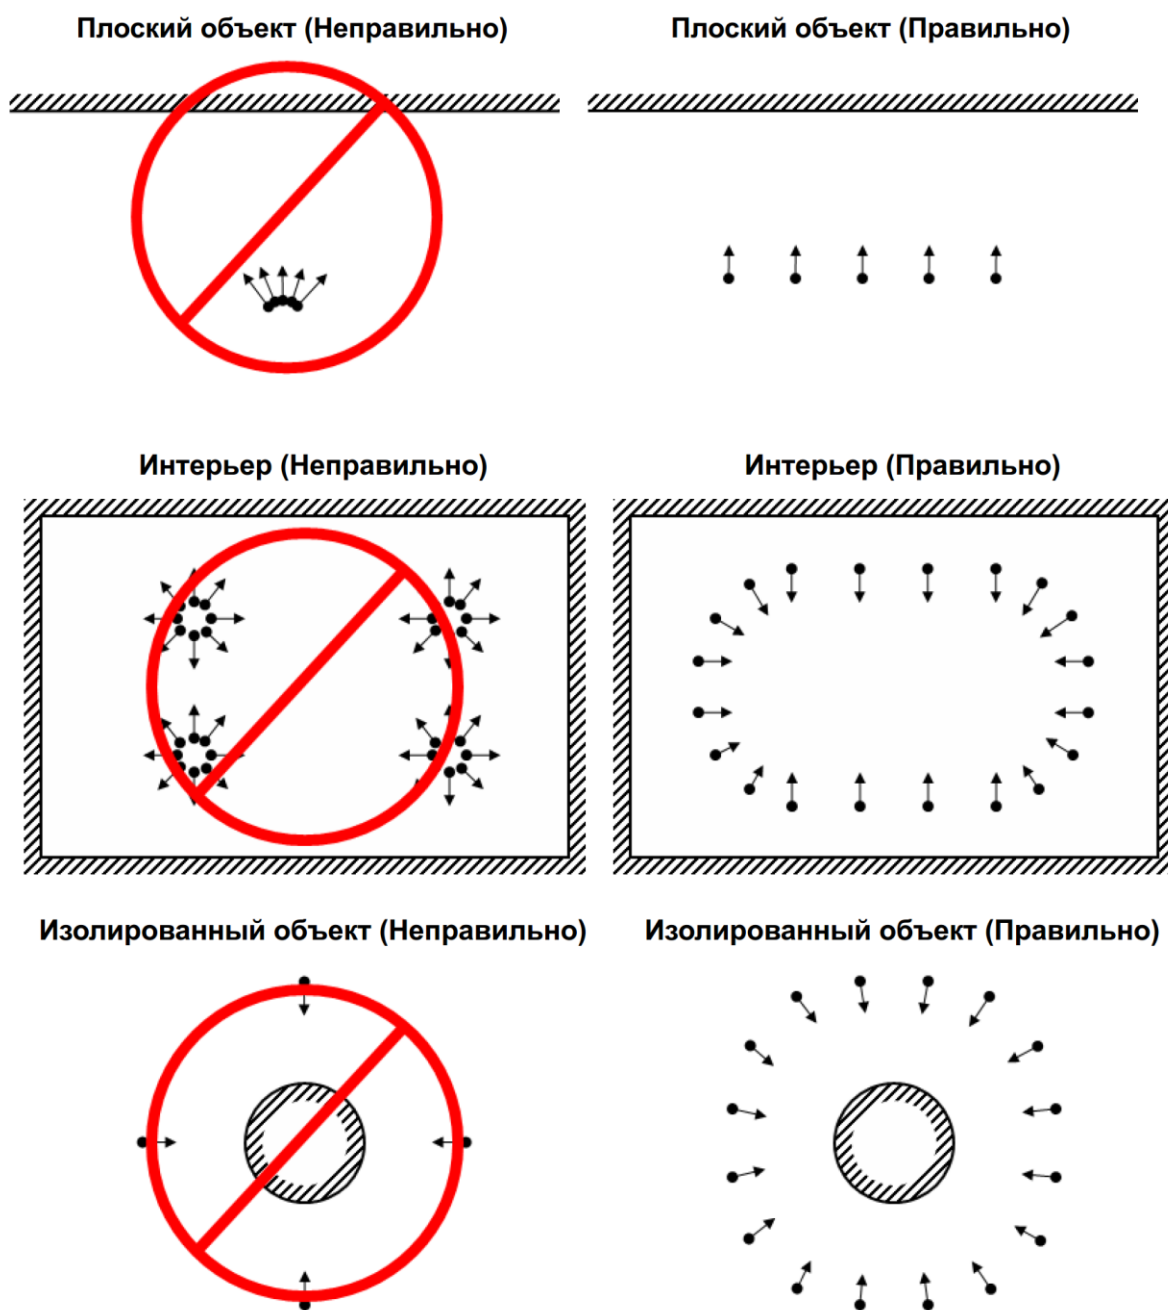 Плоский объект (Неправильно)
Плоский объект (Правильно)
Интерьер (Неправильно)
Интерьер (Правильно)
Изолированный объект (Неправильно)
Изолированный объект (Правильно)